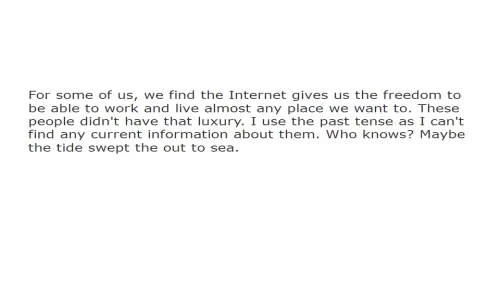 For some of us, we find the Internet gives us the freedom to
be able to work and live almost any place we want to. These
people didn't have that luxury. I use the past tense as I can't
find any current information about them. Who knows? Maybe
the tide swept the out to sea.